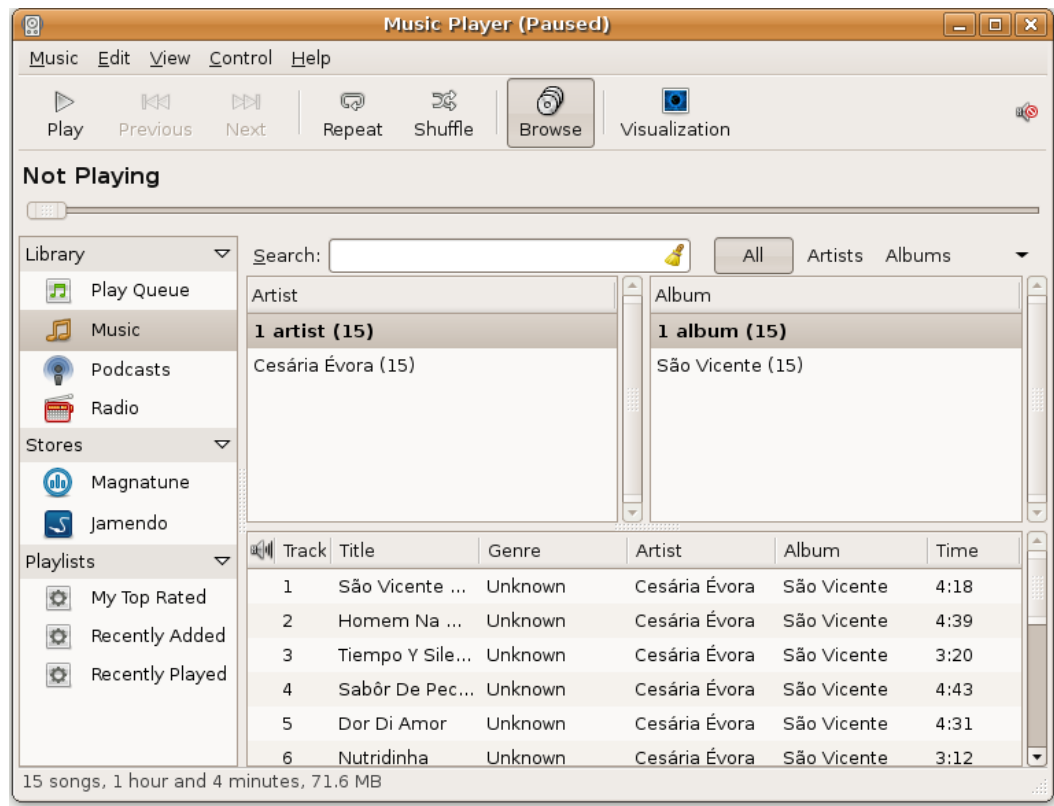 Music Player (Paused)
Music Edit View Control Help
Play Previous Next Repeat Shuffle Browse Visualization
Not Playing
Library
Play Queue
Music
Podcasts
Radio
Stores
Magnatune
Jamendo
Playlists
My Top Rated
Recently Added
Recently Played
Search: All Artists Albums
Artist
1 artist (15)
Cesária Évora (15)
Album
1 album (15)
São Vicente (15)
Track Title Genre Artist Album Time
1 São Vicente ... Unknown Cesária Évora São Vicente 4:18
2 Homem Na ... Unknown Cesária Évora São Vicente 4:39
3 Tiempo Y Sile... Unknown Cesária Évora São Vicente 3:20
4 Sabôr De Pec... Unknown Cesária Évora São Vicente 4:43
5 Dor Di Amor Unknown Cesária Évora São Vicente 4:31
6 Nutridinha Unknown Cesária Évora São Vicente 3:12
15 songs, 1 hour and 4 minutes, 71.6 MB